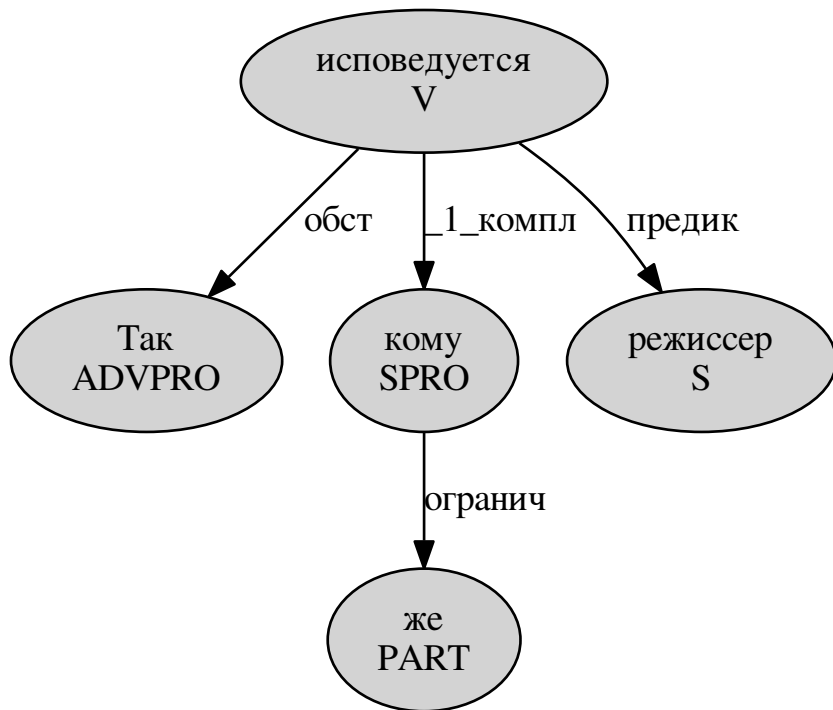 исповедуется
V
обст
_1_компл
предик
Так
ADVPRO
кому
SPRO
режиссер
S
огранич
же
PART